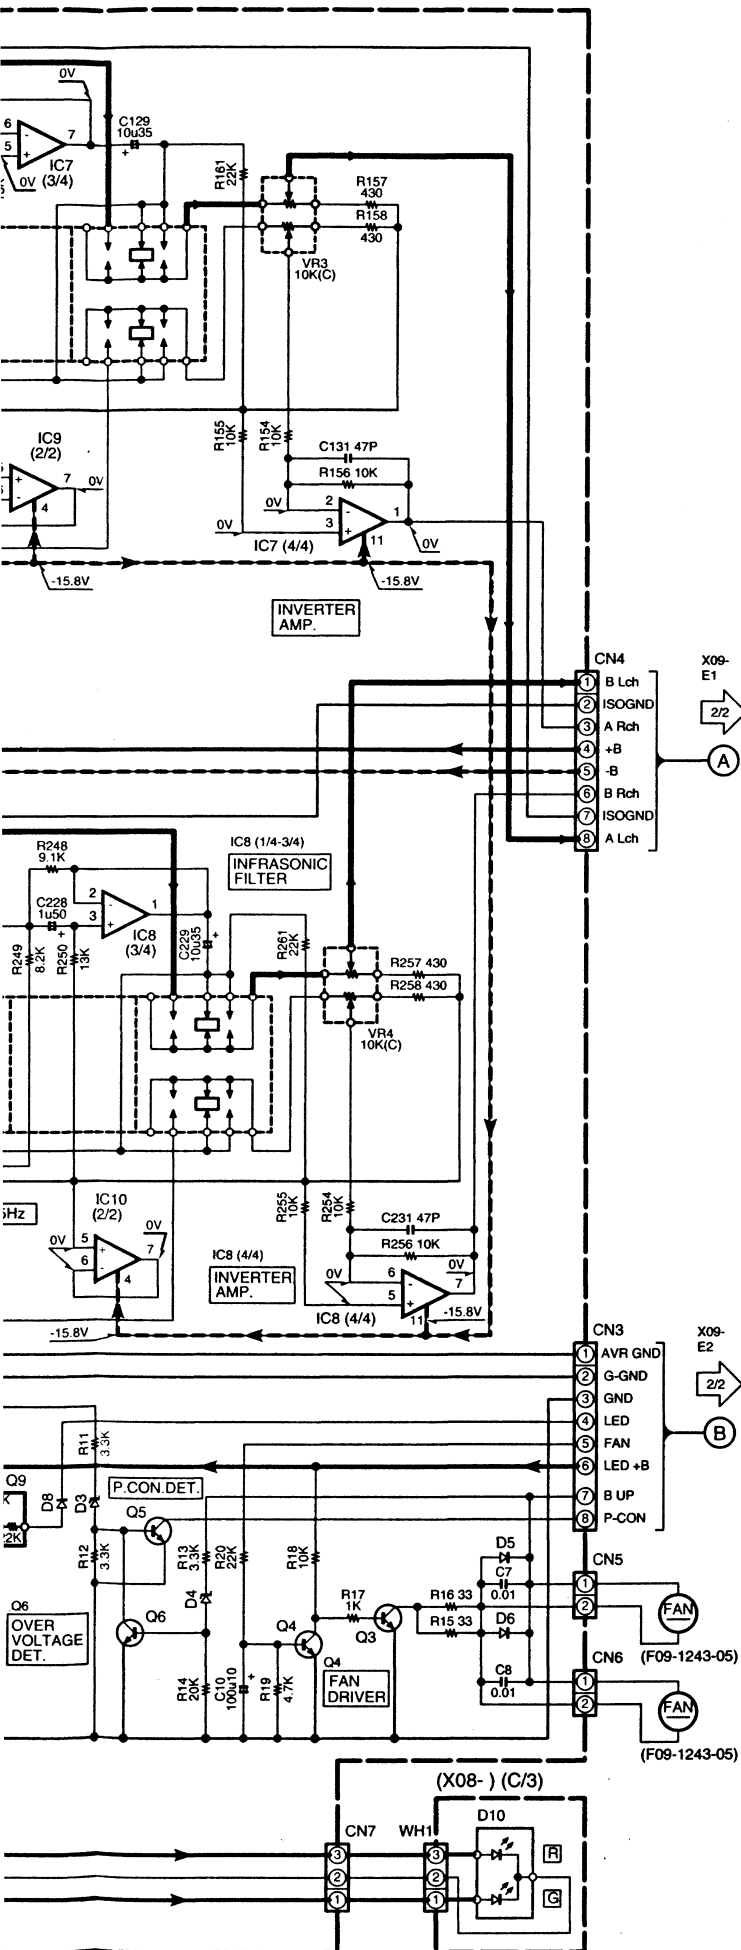 0V
C129
10u35
+
6
7
5
IC7
(3/4)
0V
R161
22K
R157
430
R158
430
VR3
10K(C)
IC9
(2/2)
7
0V
4
R155
10K
R154
10K
C131 47P
R156 10K
0V
2
1
0V
3
11
0V
IC7 (4/4)
-15.8V
-15.8V
INVERTER
AMP.
CN4
X09-
E1
1 B Lch
2 ISOGND
2/2
3 A Rch
4 +B
A
5 -B
6 B Rch
7 ISOGND
8 A Lch
R248
9.1K
IC8 (1/4-3/4)
INFRASONIC
FILTER
2
1
C228
1u50
3
+
IC8
(3/4)
R249
8.2K
R250
13K
C229
10u35
+
R261
22K
R257 430
R258 430
VR4
10K(C)
5Hz
IC10
(2/2)
R255
10K
R254
10K
C231 47P
0V
5
7
0V
6
4
IC8 (4/4)
INVERTER
AMP.
R256 10K
0V
6
0V
7
5
11
-15.8V
IC8 (4/4)
-15.8V
CN3
X09-
E2
1 AVR GND
2 G-GND
2/2
3 GND
4 LED
B
5 FAN
6 LED +B
7 B UP
8 P-CON
R11
3.3K
Q9
K
22K
D8
D3
P.CON.DET.
Q5
R12
3.3K
R13
3.3K
R20
22K
R18
10K
D4
D5
C7
0.01
CN5
1
2
FAN
(F09-1243-05)
R17
1K
R16 33
R15 33
D6
Q3
Q6
OVER
VOLTAGE
DET.
Q6
R14
20K
C10
100u10
+
R19
4.7K
Q4
Q4
FAN
DRIVER
C8
0.01
CN6
1
2
FAN
(F09-1243-05)
(X08- ) (C/3)
CN7
WH1
D10
3
3
R
2
2
1
1
G